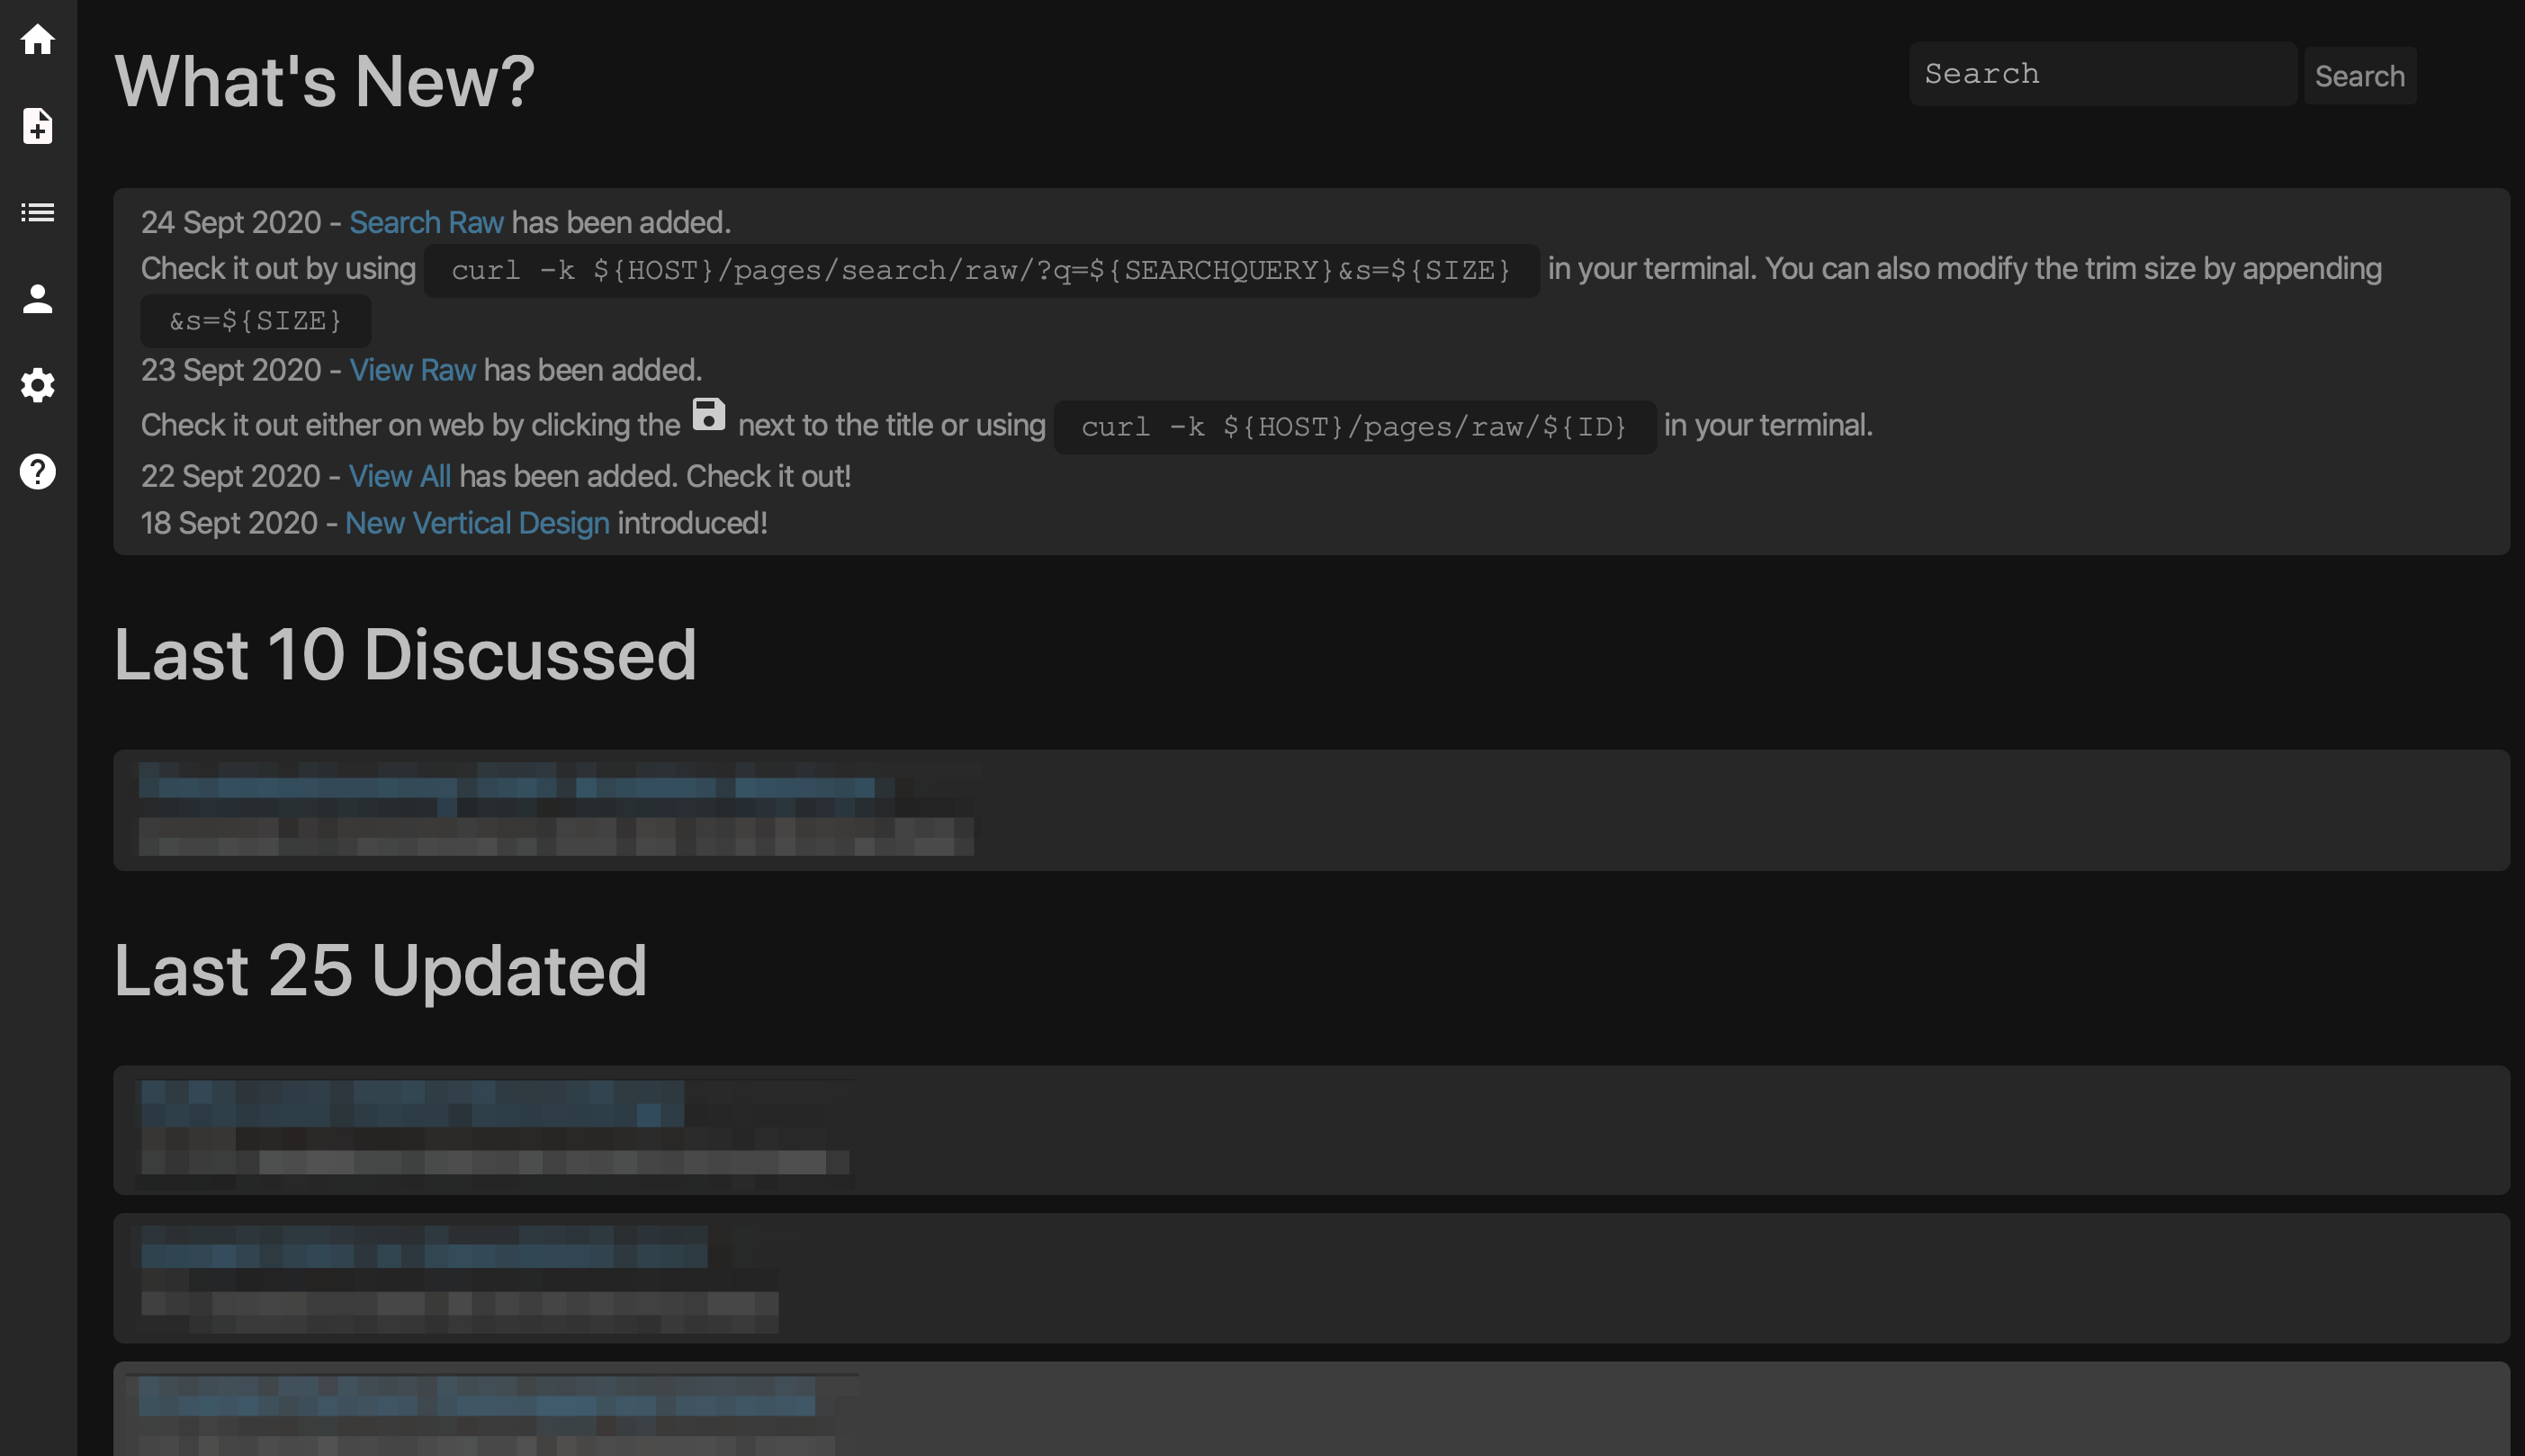 What's New?
Search Search
24 Sept 2020 - Search Raw has been added.
Check it out by using curl -k ${HOST}/pages/search/raw/?q=${SEARCHQUERY}&s=${SIZE} in your terminal. You can also modify the trim size by appending
&s=${SIZE}
23 Sept 2020 - View Raw has been added.
Check it out either on web by clicking the next to the title or using curl -k ${HOST}/pages/raw/${ID} in your terminal.
22 Sept 2020 - View All has been added. Check it out!
18 Sept 2020 - New Vertical Design introduced!
Last 10 Discussed
Last 25 Updated